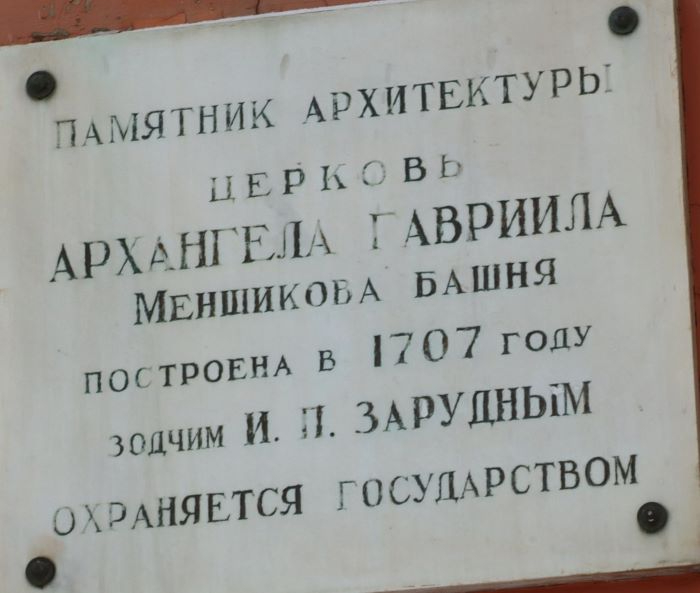 ПАМЯТНИК АРХИТЕКТУРЫ
ЦЕРКОВЬ
АРХАНГЕЛА ГАВРИИЛА
МЕНШИКОВА БАШНЯ
ПОСТРОЕНА В 1707 ГОДУ
ЗОДЧИМ И. П. ЗАРУДНЫМ
ОХРАНЯЕТСЯ ГОСУДАРСТВОМ